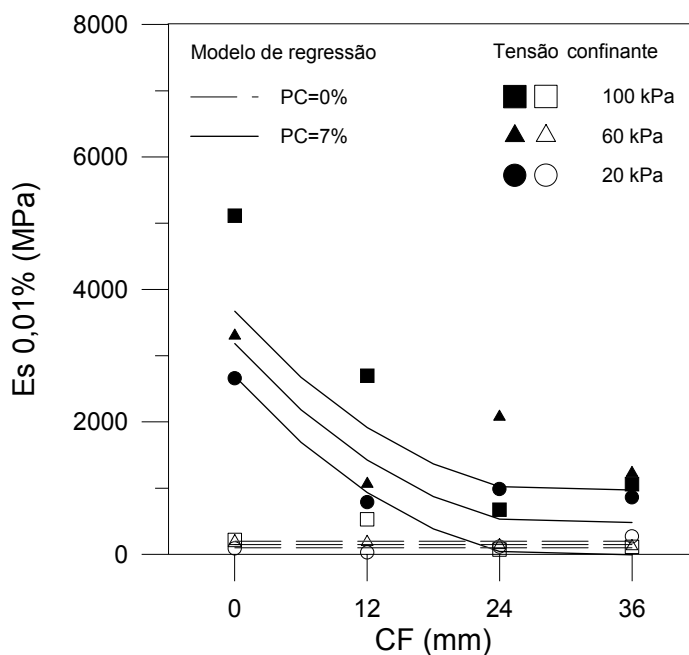 8000
6000
4000
2000
0
Es 0,01% (MPa)
Modelo de regressão
PC=0%
PC=7%
Tensão confinante
100 kPa
60 kPa
20 kPa
0 12 24 36
CF (mm)